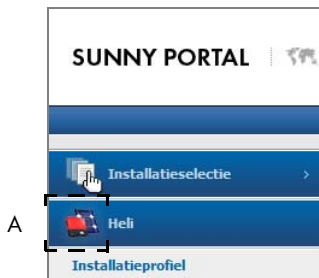 SUNNY PORTAL
Installatieselectie
A
Heli
Installatieprofiel